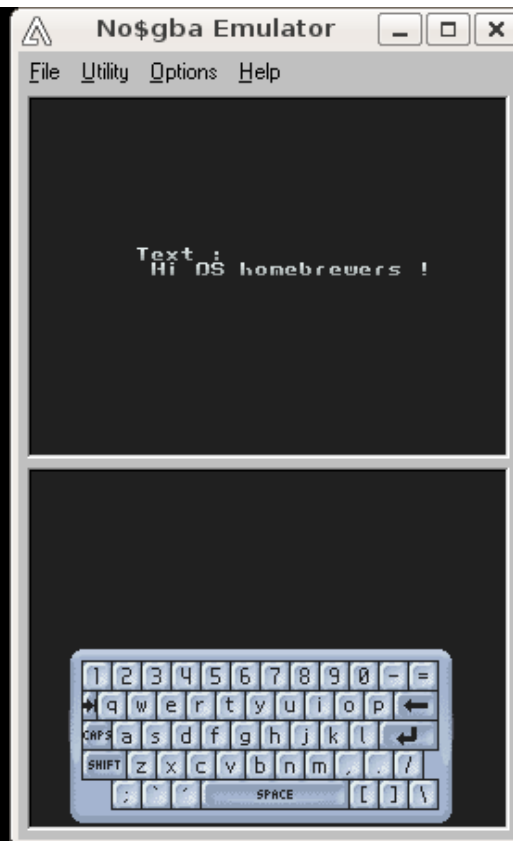 No$gba Emulator
File Utility Options Help
Text :
Hi DS homebrewers !
1 2 3 4 5 6 7 8 9 0 - =
q w e r t y u i o p
CAPS a s d f g h j k l
SHIFT z x c v b n m , . /
; ` ´ SPACE [ ] \